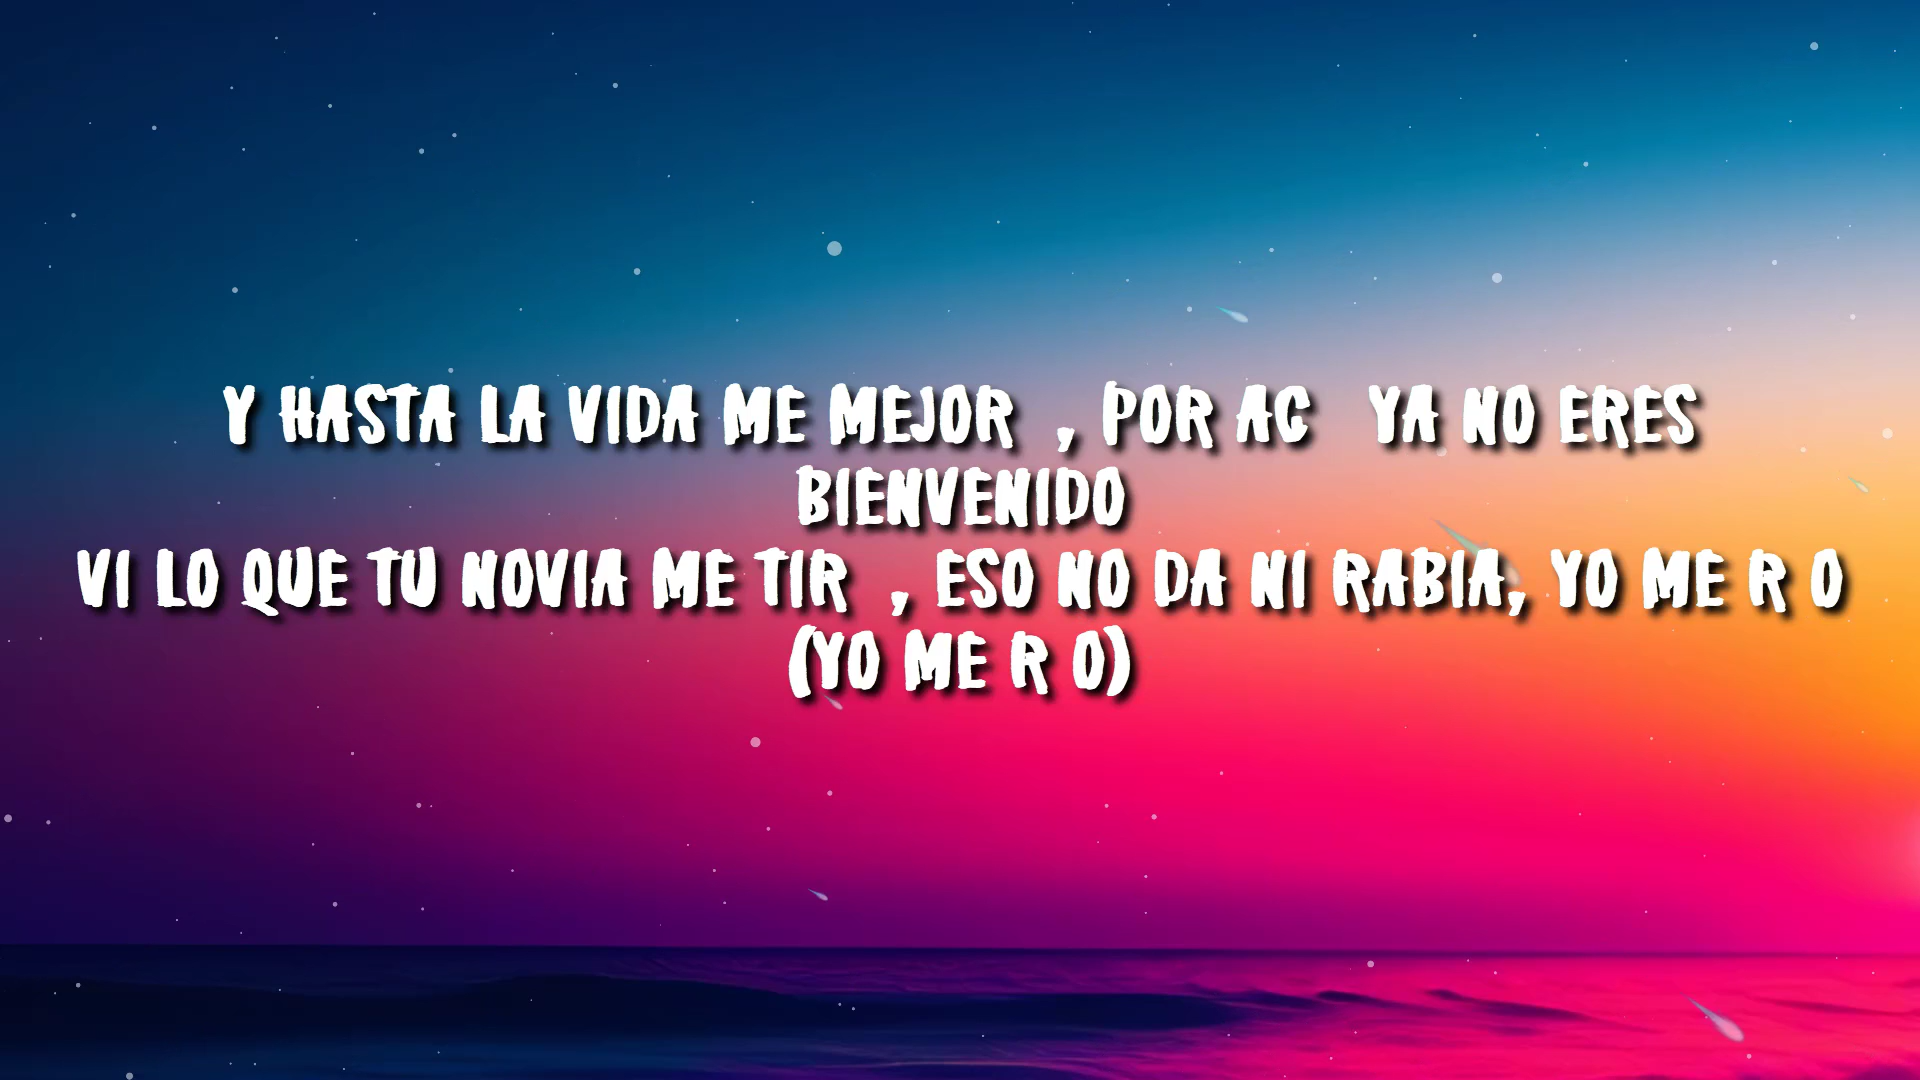 Y HASTA LA VIDA ME MEJOR , POR AC YA NO ERES
BIENVENIDO
VI LO QUE TU NOVIA ME TIR , ESO NO DA NI RABIA, YO ME R O
(YO ME R O)